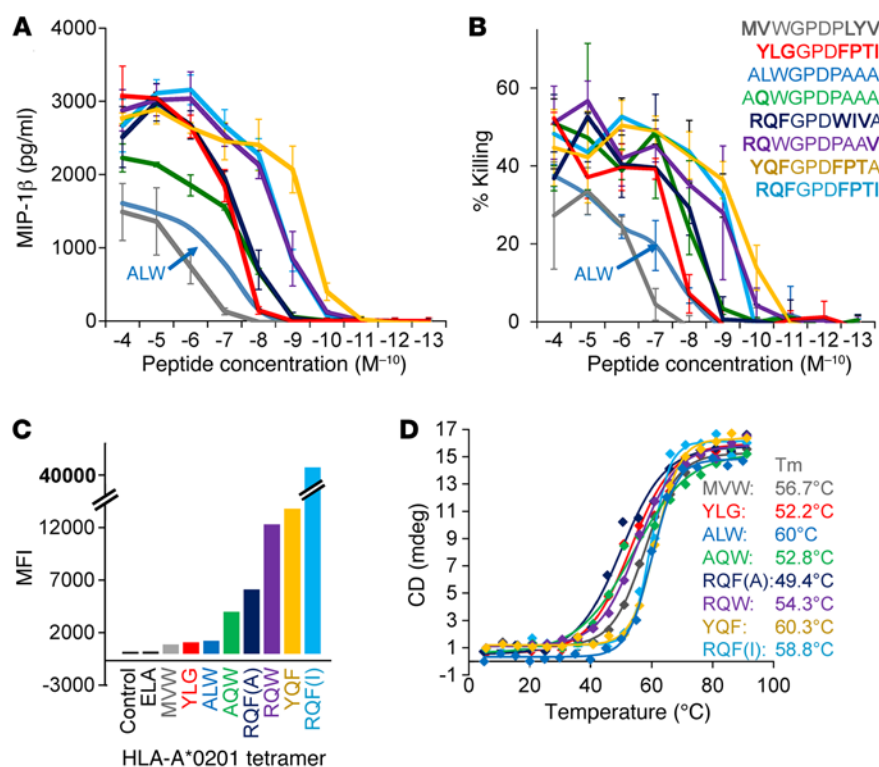 A
MIP-1β (pg/ml)
4000
3000
2000
1000
0
ALW
-4 -5 -6 -7 -8 -9 -10 -11 -12 -13
Peptide concentration (M⁻¹⁰)
B
% Killing
60
40
20
0
ALW
-4 -5 -6 -7 -8 -9 -10 -11 -12 -13
Peptide concentration (M⁻¹⁰)
MVWGPDPLYV
YLGGPDFPTI
ALWGPDPAAA
AQWGPDPAAA
RQFGPDWIVA
RQWGPDPAAV
YQFGPDFPTA
RQFGPDFPTI
C
MFI
40000
12000
7000
2000
-3000
Control ELA MVW YLG ALW AQW RQF(A) RQW YQF RQF(I)
HLA-A*0201 tetramer
D
CD (mdeg)
17
15
13
11
9
7
5
3
1
-1
0 20 40 60 80 100
Temperature (°C)
Tm
MVW: 56.7°C
YLG: 52.2°C
ALW: 60°C
AQW: 52.8°C
RQF(A): 49.4°C
RQW: 54.3°C
YQF: 60.3°C
RQF(I): 58.8°C